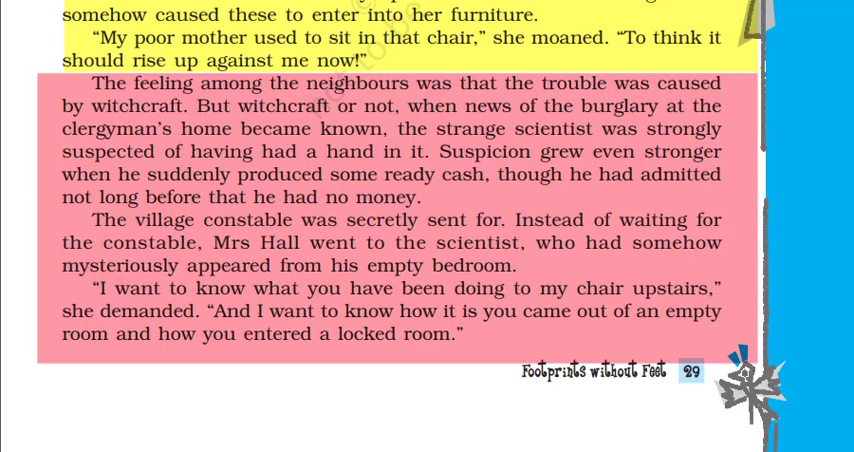 somehow caused these to enter into her furniture.
“My poor mother used to sit in that chair,” she moaned. “To think it
should rise up against me now!”
The feeling among the neighbours was that the trouble was caused
by witchcraft. But witchcraft or not, when news of the burglary at the
clergyman’s home became known, the strange scientist was strongly
suspected of having had a hand in it. Suspicion grew even stronger
when he suddenly produced some ready cash, though he had admitted
not long before that he had no money.
The village constable was secretly sent for. Instead of waiting for
the constable, Mrs Hall went to the scientist, who had somehow
mysteriously appeared from his empty bedroom.
“I want to know what you have been doing to my chair upstairs,”
she demanded. “And I want to know how it is you came out of an empty
room and how you entered a locked room.”
Footprints without Feet 29